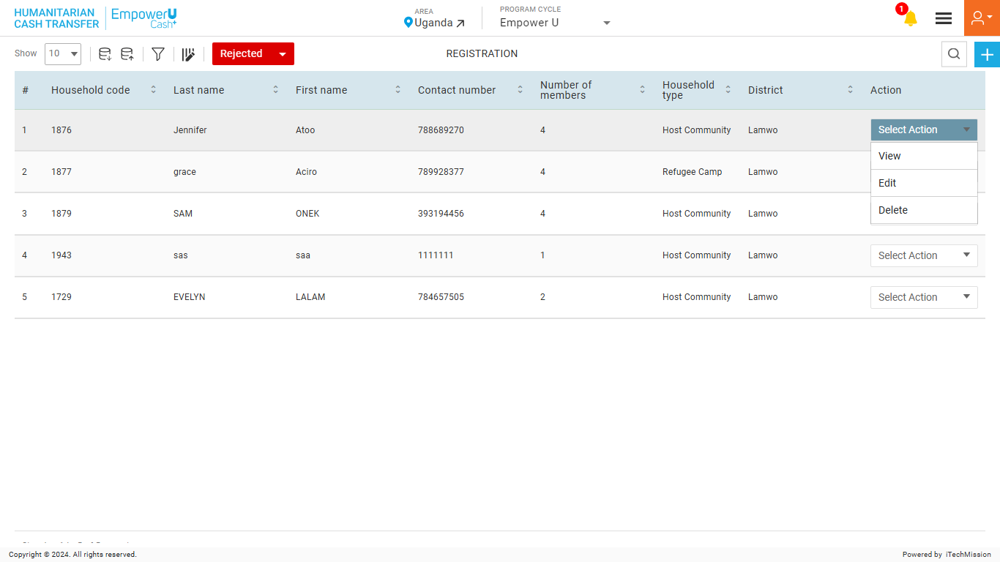 HUMANITARIAN
CASH TRANSFER
EmpowerU
Cash+
AREA
Uganda
PROGRAM CYCLE
Empower U
1
Show
10
Rejected
REGISTRATION
# Household code Last name First name Contact number Number of members Household type District Action
1 1876 Jennifer Atoo 788689270 4 Host Community Lamwo Select Action
View
2 1877 grace Aciro 789928377 4 Refugee Camp Lamwo
Edit
Delete
3 1879 SAM ONEK 393194456 4 Host Community Lamwo
4 1943 sas saa 1111111 1 Host Community Lamwo Select Action
5 1729 EVELYN LALAM 784657505 2 Host Community Lamwo Select Action
Copyright © 2024. All rights reserved.
Powered by iTechMission